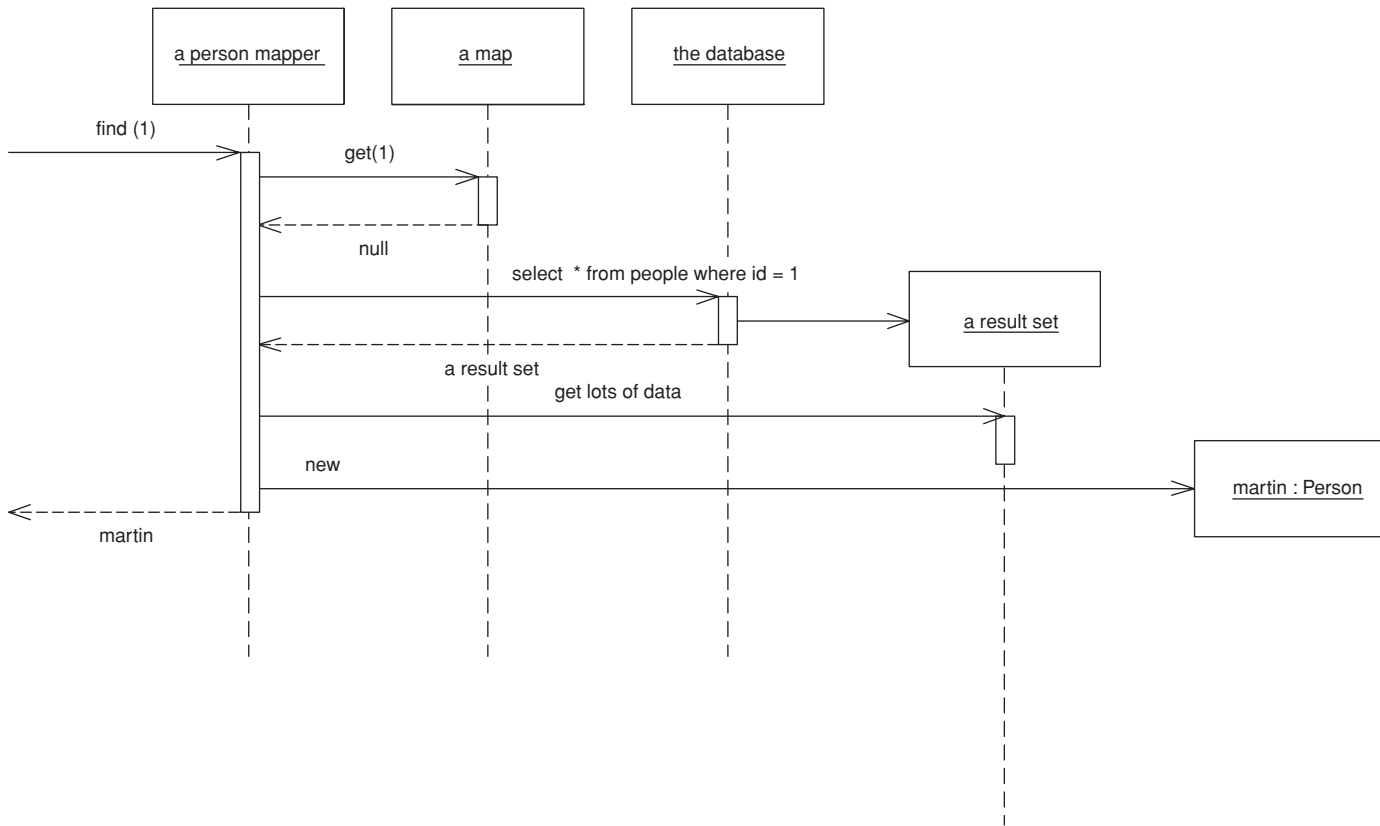 a person mapper
a map
the database
find (1)
get(1)
null
select * from people where id = 1
a result set
a result set
get lots of data
new
martin : Person
martin